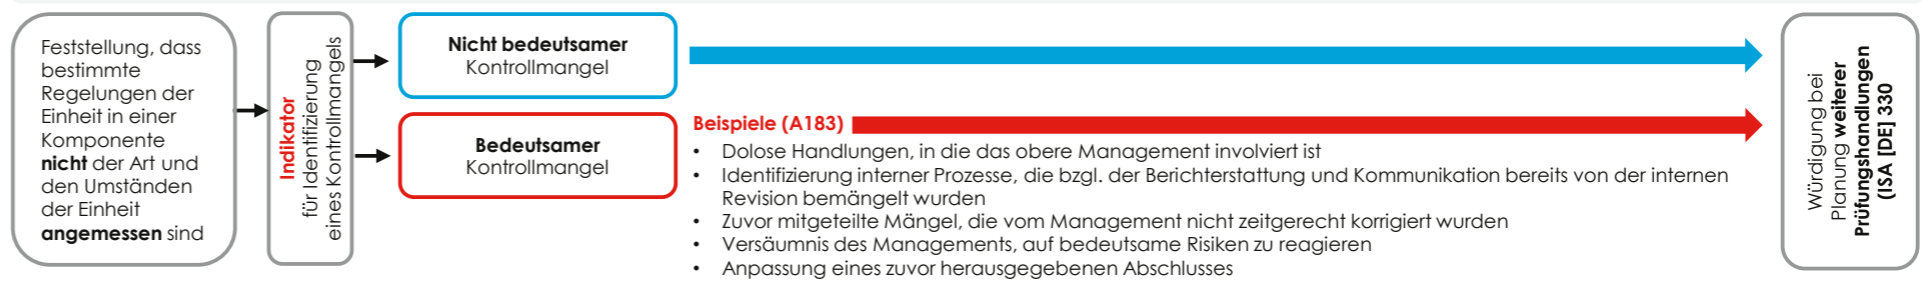 Feststellung, dass
bestimmte
Regelungen der
Einheit in einer
Komponente
nicht der Art und
den Umständen
der Einheit
angemessen sind
Indikator
für Identifizierung
eines Kontrollmangels
Nicht bedeutsamer
Kontrollmangel
Bedeutsamer
Kontrollmangel
Beispiele (A183)
• Dolose Handlungen, in die das obere Management involviert ist
• Identifizierung interner Prozesse, die bzgl. der Berichterstattung und Kommunikation bereits von der internen
Revision bemängelt wurden
• Zuvor mitgeteilte Mängel, die vom Management nicht zeitgerecht korrigiert wurden
• Versäumnis des Managements, auf bedeutsame Risiken zu reagieren
• Anpassung eines zuvor herausgegebenen Abschlusses
Würdigung bei
Planung weiterer
Prüfungshandlungen
(ISA [DE] 330